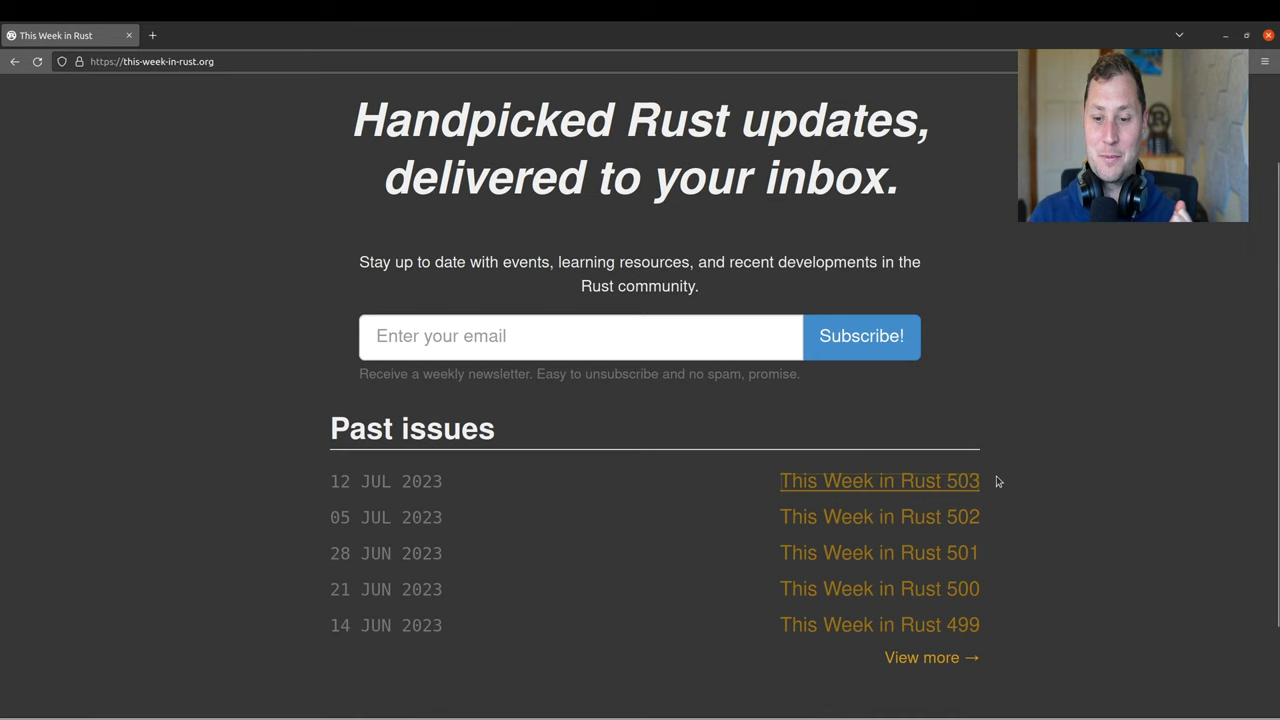 This Week in Rust
https://this-week-in-rust.org
Handpicked Rust updates,
delivered to your inbox.
Stay up to date with events, learning resources, and recent developments in the
Rust community.
Enter your email
Subscribe!
Receive a weekly newsletter. Easy to unsubscribe and no spam, promise.
Past issues
12 JUL 2023 This Week in Rust 503
05 JUL 2023 This Week in Rust 502
28 JUN 2023 This Week in Rust 501
21 JUN 2023 This Week in Rust 500
14 JUN 2023 This Week in Rust 499
View more →